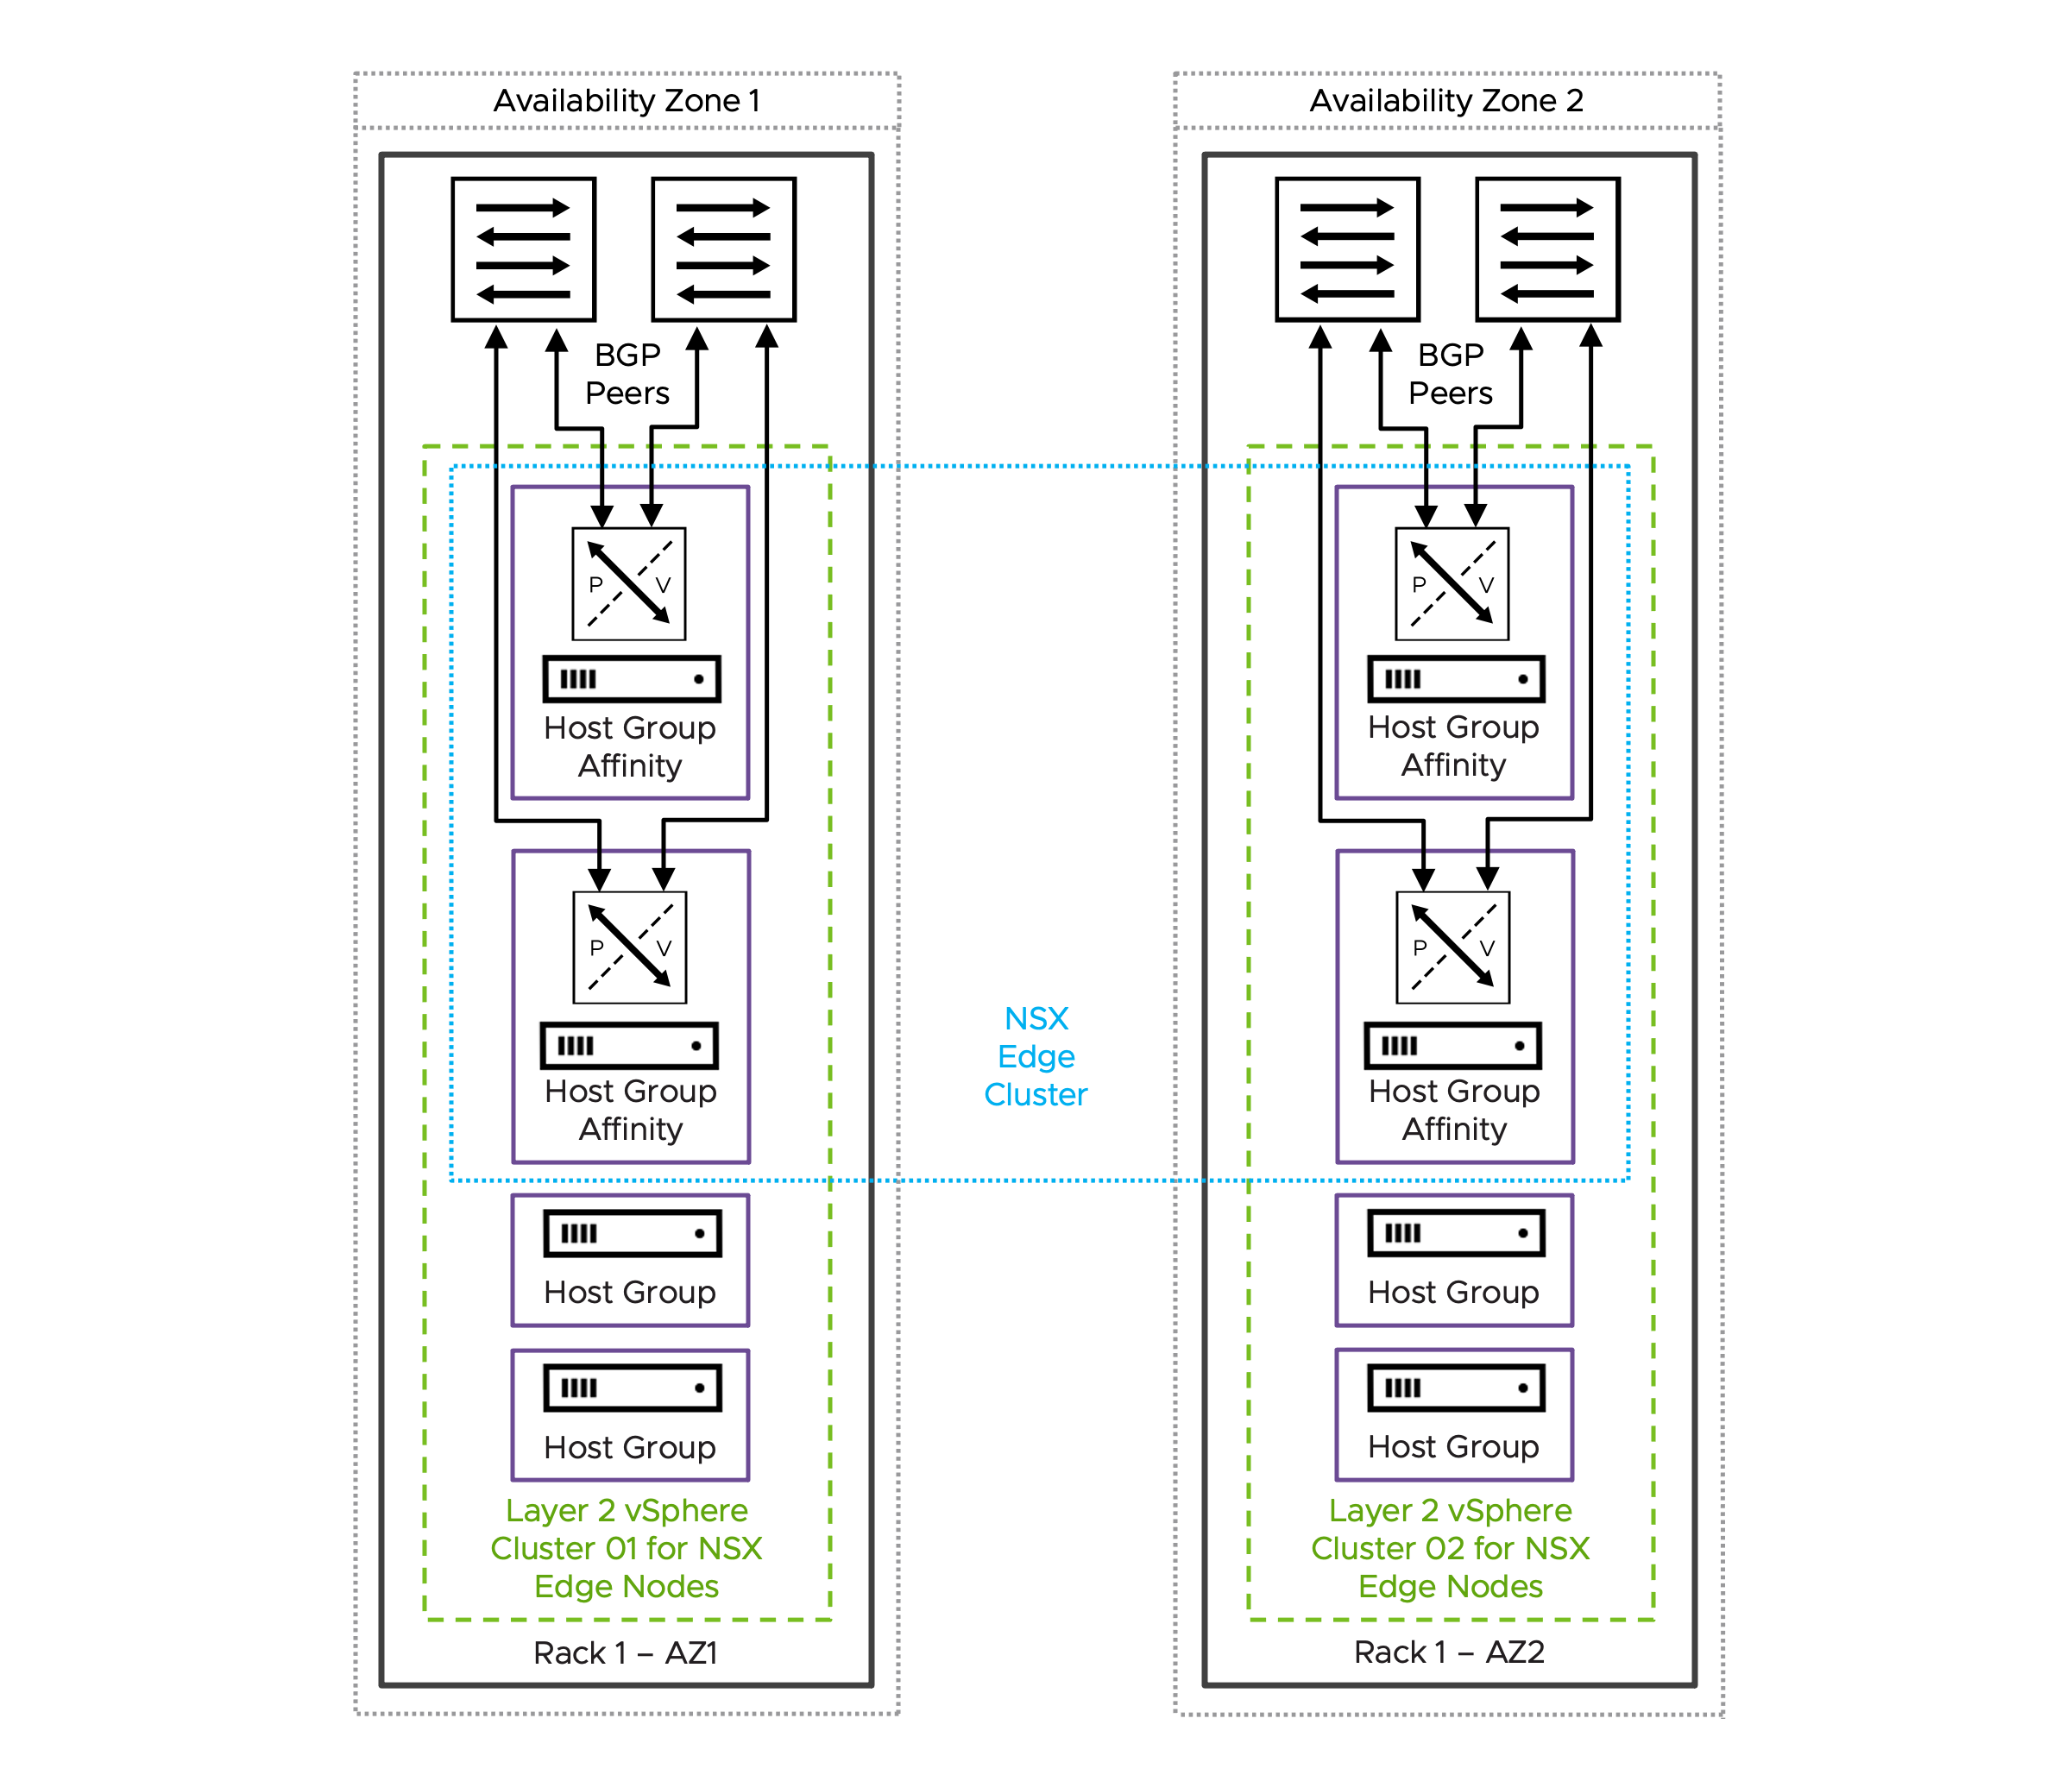 Availability Zone 1
BGP
Peers
P V
Host Group
Affinity
P V
Host Group
Affinity
Host Group
Host Group
Layer 2 vSphere
Cluster 01 for NSX
Edge Nodes
Rack 1 – AZ1
NSX
Edge
Cluster
Availability Zone 2
BGP
Peers
P V
Host Group
Affinity
P V
Host Group
Affinity
Host Group
Host Group
Layer 2 vSphere
Cluster 02 for NSX
Edge Nodes
Rack 1 – AZ2